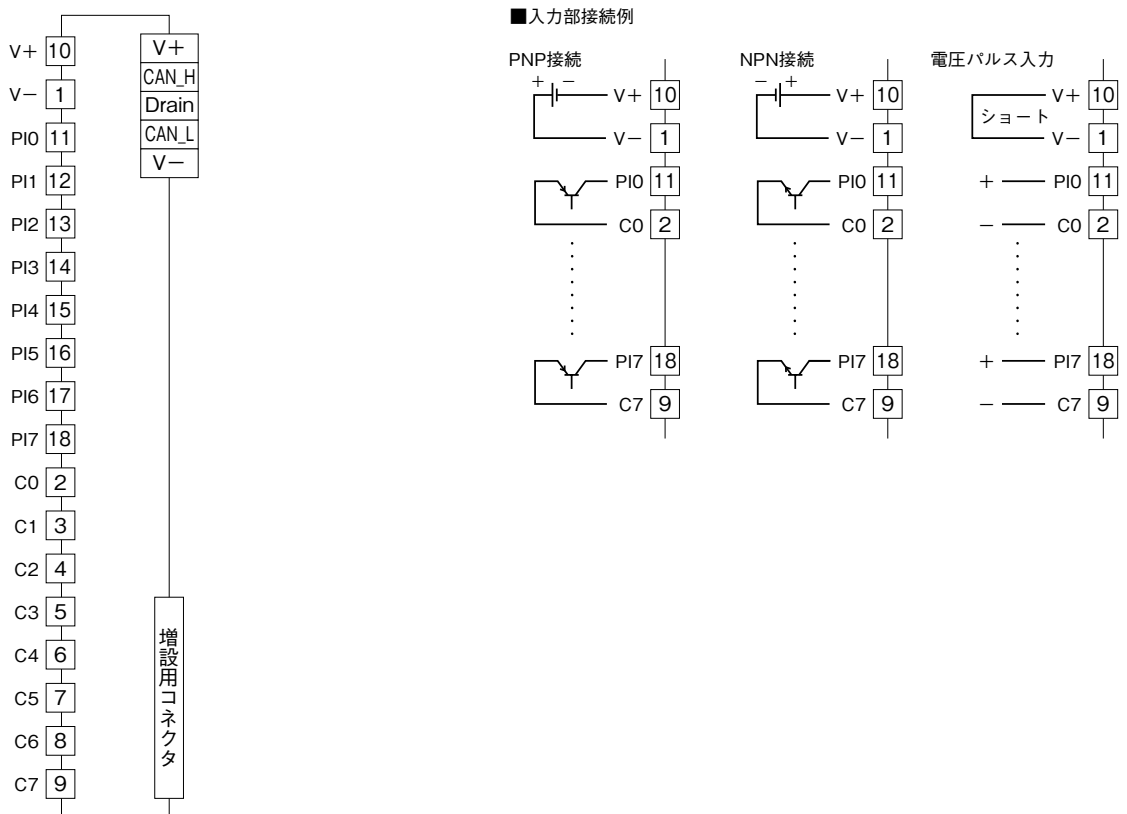 V+ 10
V− 1
PI0 11
PI1 12
PI2 13
PI3 14
PI4 15
PI5 16
PI6 17
PI7 18
C0 2
C1 3
C2 4
C3 5
C4 6
C5 7
C6 8
C7 9
V+
CAN_H
Drain
CAN_L
V−
増設用コネクタ
■入力部接続例
PNP接続
+ −
V+ 10
V− 1
PI0 11
C0 2
PI7 18
C7 9
NPN接続
− +
V+ 10
V− 1
PI0 11
C0 2
PI7 18
C7 9
電圧パルス入力
V+ 10
ショート
V− 1
+ PI0 11
− C0 2
+ PI7 18
− C7 9